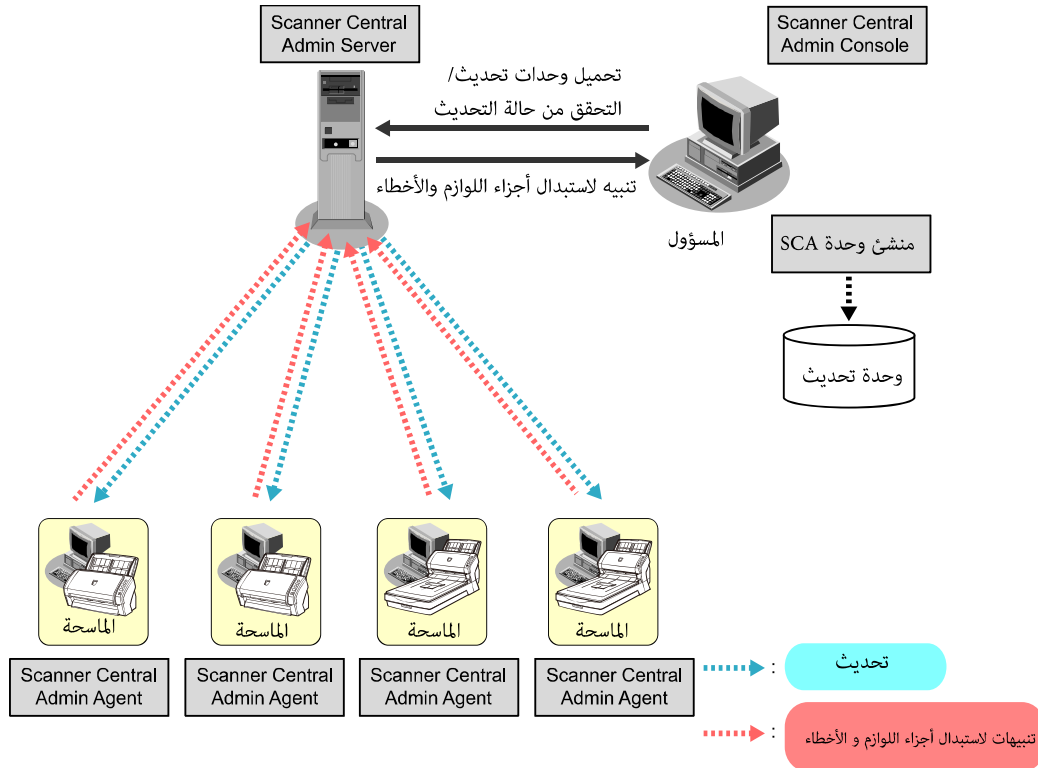 Scanner Central
Admin Server
Scanner Central
Admin Console
تحميل وحدات تحديث/
التحقق من حالة التحديث
تنبيه لاستبدال أجزاء اللوازم والأخطاء
المسؤول
منشئ وحدة SCA
وحدة تحديث
الماسحة
الماسحة
الماسحة
الماسحة
Scanner Central
Admin Agent
Scanner Central
Admin Agent
Scanner Central
Admin Agent
Scanner Central
Admin Agent
: تحديث
: تنبيهات لاستبدال أجزاء اللوازم و الأخطاء